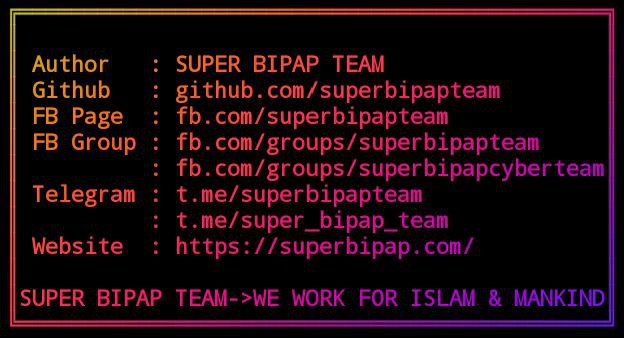 Author   : SUPER BIPAP TEAM
Github   : github.com/superbipapteam
FB Page  : fb.com/superbipapteam
FB Group : fb.com/groups/superbipapteam
         : fb.com/groups/superbipapcyberteam
Telegram : t.me/superbipapteam
         : t.me/super_bipap_team
Website  : https://superbipap.com/
SUPER BIPAP TEAM->WE WORK FOR ISLAM & MANKIND